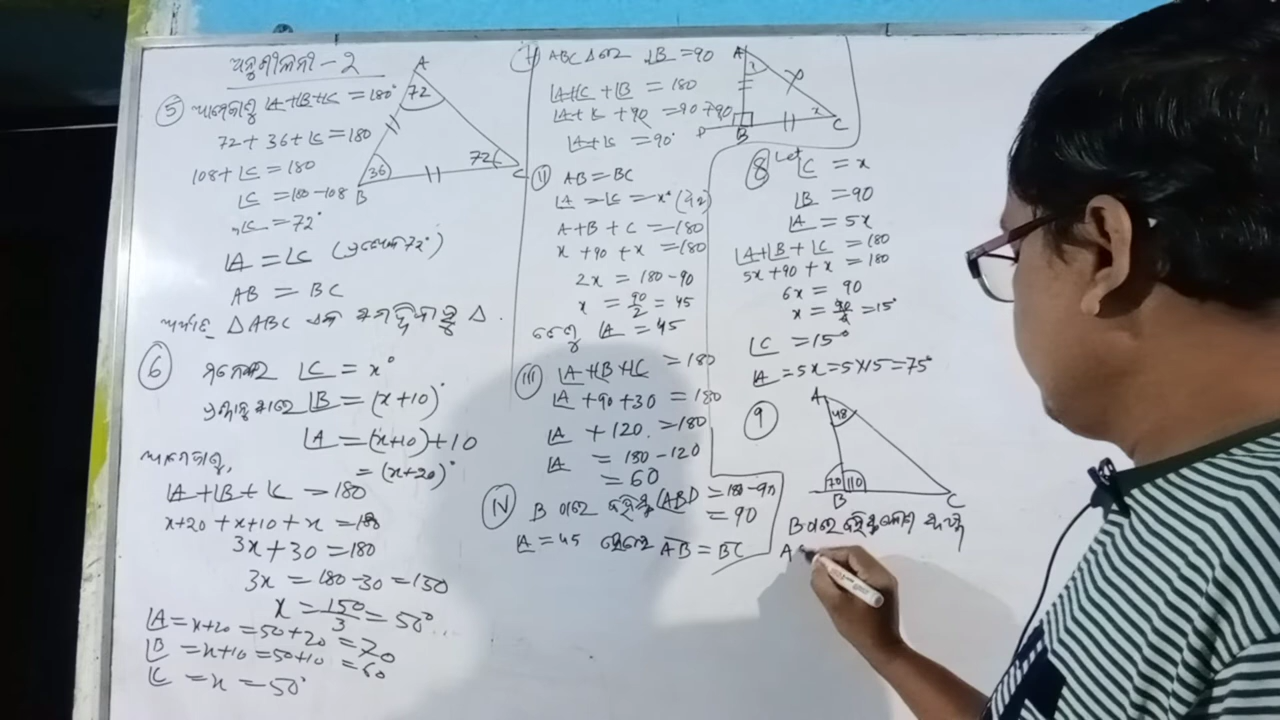 ଅନୁଶୀଳନୀ - 2
5 ∠A+∠B+∠C = 180°
72 + 36 + ∠C = 180
108 + ∠C = 180
∠C = 180 - 108
∠C = 72°
∠A = ∠C
AB = BC
ଅର୍ଥାତ୍ △ABC ଏକ ସମଦ୍ବିବାହୁ △.
A
72
36
B
72
C
6 ∠C = x°
∠B = (x+10)°
∠A = (x+10)+10
= (x+20)°
∠A+∠B+∠C = 180
x+20 + x+10 + x = 180
3x + 30 = 180
3x = 180-30 = 150
x = 150/3 = 50°
∠A = x+20 = 50+20 = 70
∠B = x+10 = 50+10 = 60
∠C = x = 50°
ABC △ରେ ∠B = 90
∠A+∠C + ∠B = 180
∠A+∠C + 90 = 90+90
∠A+∠C = 90°
A
x
x
P
D
B
C
II AB = BC
∠A = ∠C = x°
A+B+C = 180
x + 90 + x = 180
2x = 180-90
x = 90/2 = 45
ତେଣୁ ∠A = 45
III ∠A+∠B+∠C = 180
∠A + 90 + 30 = 180
∠A + 120 = 180
∠A = 180-120
= 60
IV B ଠାରେ = 180-90
= 90
∠A = 45 AB = BC
8 Let ∠C = x
∠B = 90
∠A = 5x
∠A+∠B+∠C = 180
5x+90+x = 180
6x = 90
x = 90/6 = 15°
∠C = 15°
∠A = 5x = 5×15 = 75°
9
A
48
70 110
B
C
B ଠାରେ ବହିଃସ୍ଥ କୋଣ
A